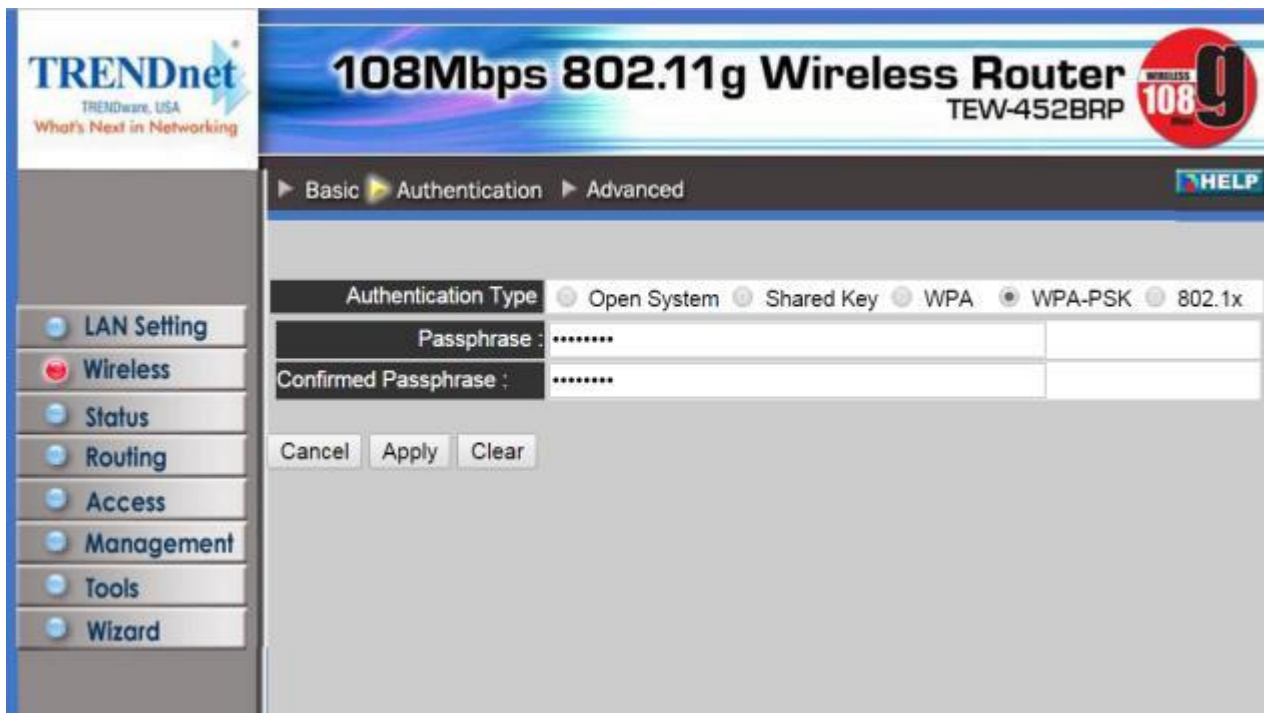 TRENDnet
TRENDware, USA
What's Next in Networking
108Mbps 802.11g Wireless Router
TEW-452BRP
WIRELESS
108
g
Basic Authentication Advanced
HELP
Authentication Type Open System Shared Key WPA WPA-PSK 802.1x
Passphrase : ••••••••
Confirmed Passphrase : ••••••••
Cancel Apply Clear
LAN Setting
Wireless
Status
Routing
Access
Management
Tools
Wizard